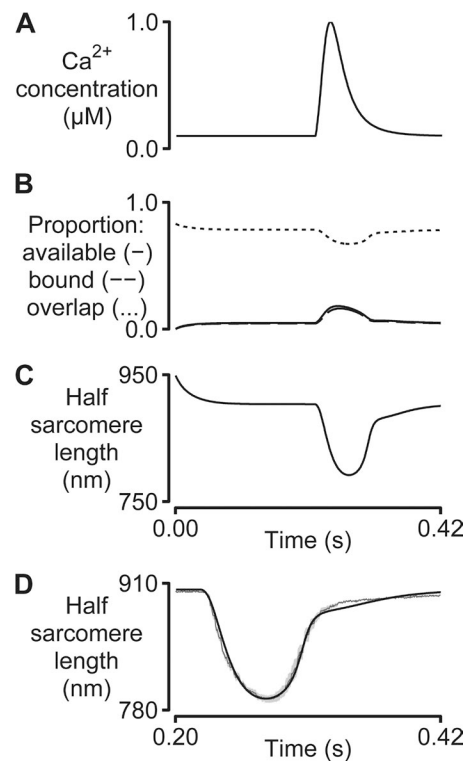 A
Ca2+
concentration
(μM)
1.0
0.0
B
Proportion:
available (−)
bound (−−)
overlap (...)
1.0
0.0
C
Half
sarcomere
length
(nm)
950
750
0.00
Time (s)
0.42
D
Half
sarcomere
length
(nm)
910
780
0.20
Time (s)
0.42